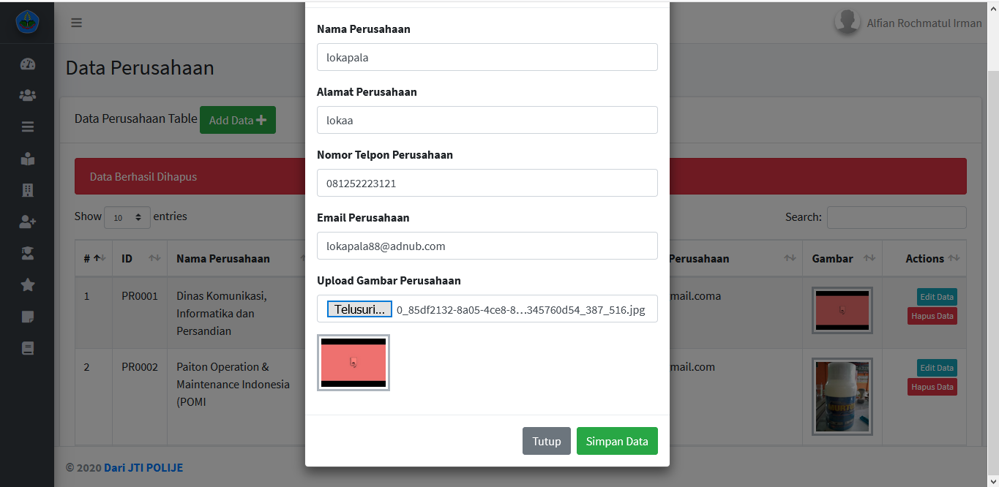 Alfian Rochmatul Irman
Data Perusahaan
Data Perusahaan Table Add Data
Data Berhasil Dihapus
Show 10 entries
Search:
# ID Nama Perusahaan
Perusahaan Gambar Actions
1 PR0001 Dinas Komunikasi,
Informatika dan
Persandian
mail.coma
Edit Data
Hapus Data
2 PR0002 Paiton Operation &
Maintenance Indonesia
(POMI
mail.com
Edit Data
Hapus Data
Nama Perusahaan
lokapala
Alamat Perusahaan
lokaa
Nomor Telpon Perusahaan
081252223121
Email Perusahaan
lokapala88@adnub.com
Upload Gambar Perusahaan
Telusuri... 0_85df2132-8a05-4ce8-8...345760d54_387_516.jpg
Tutup Simpan Data
© 2020 Dari JTI POLIJE